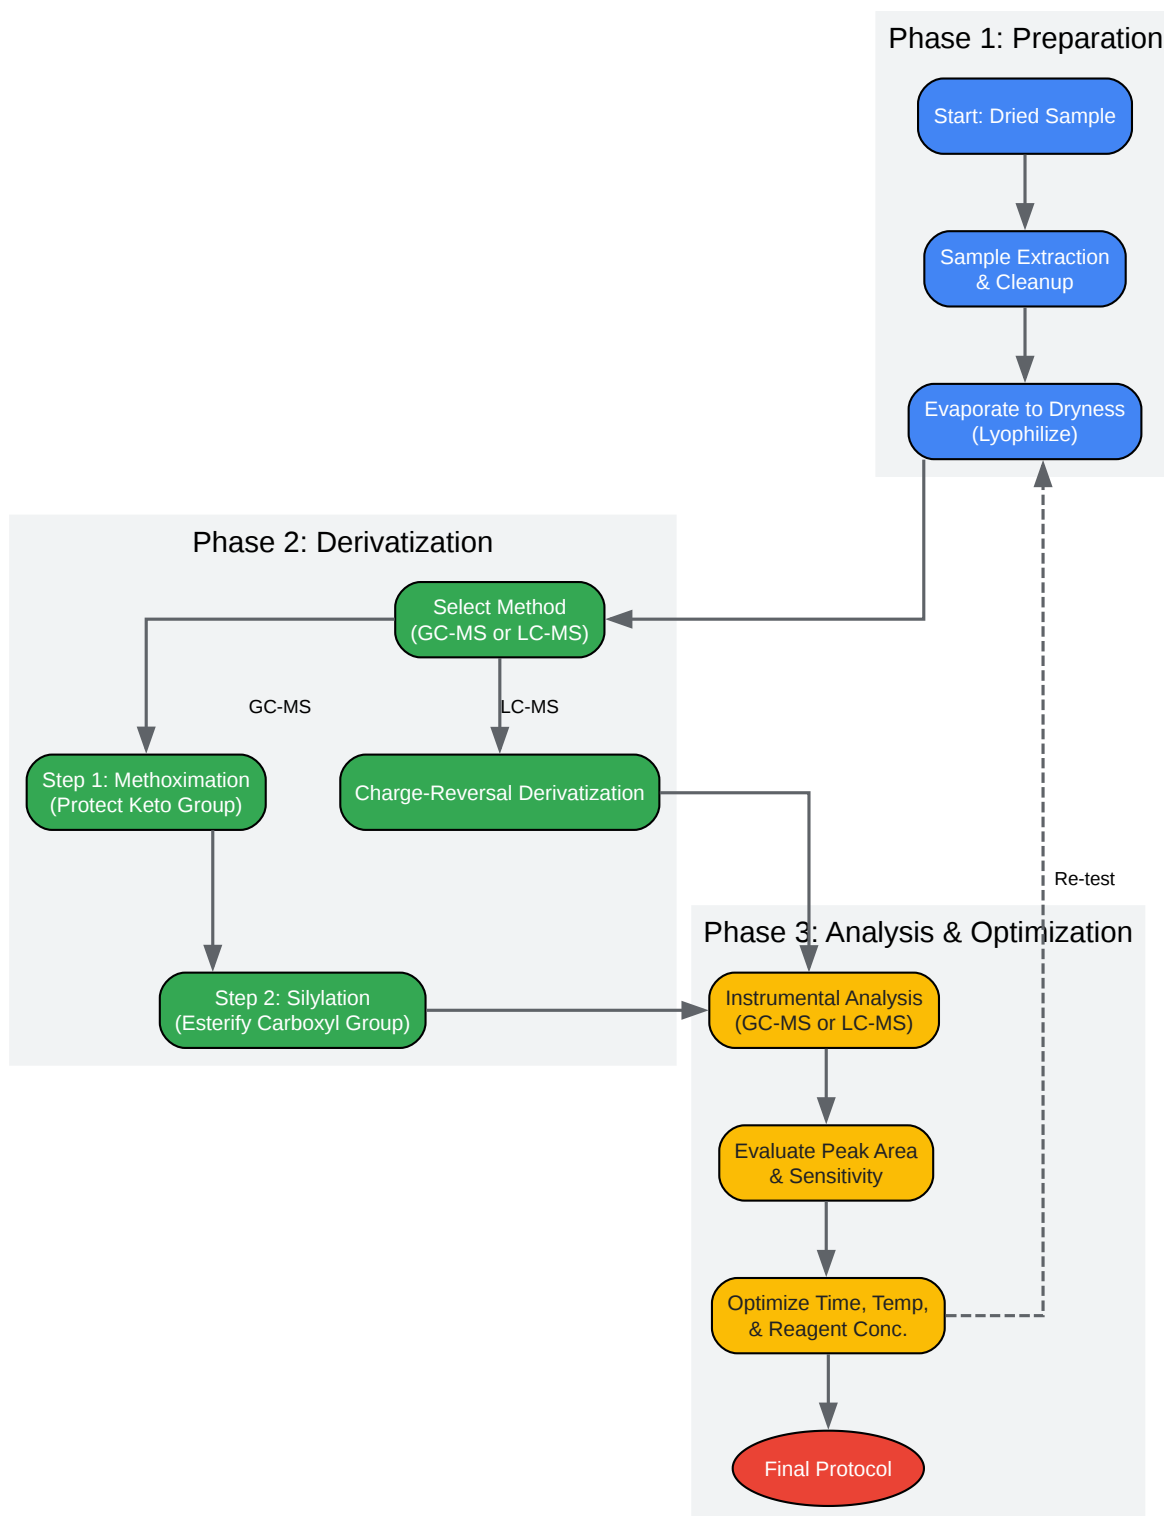 Phase 1: Preparation
Start: Dried Sample
Sample Extraction
& Cleanup
Evaporate to Dryness
(Lyophilize)
Phase 2: Derivatization
Select Method
(GC-MS or LC-MS)
GC-MS
LC-MS
Step 1: Methoximation
(Protect Keto Group)
Charge-Reversal Derivatization
Step 2: Silylation
(Esterify Carboxyl Group)
Re-test
Phase 3: Analysis & Optimization
Instrumental Analysis
(GC-MS or LC-MS)
Evaluate Peak Area
& Sensitivity
Optimize Time, Temp,
& Reagent Conc.
Final Protocol